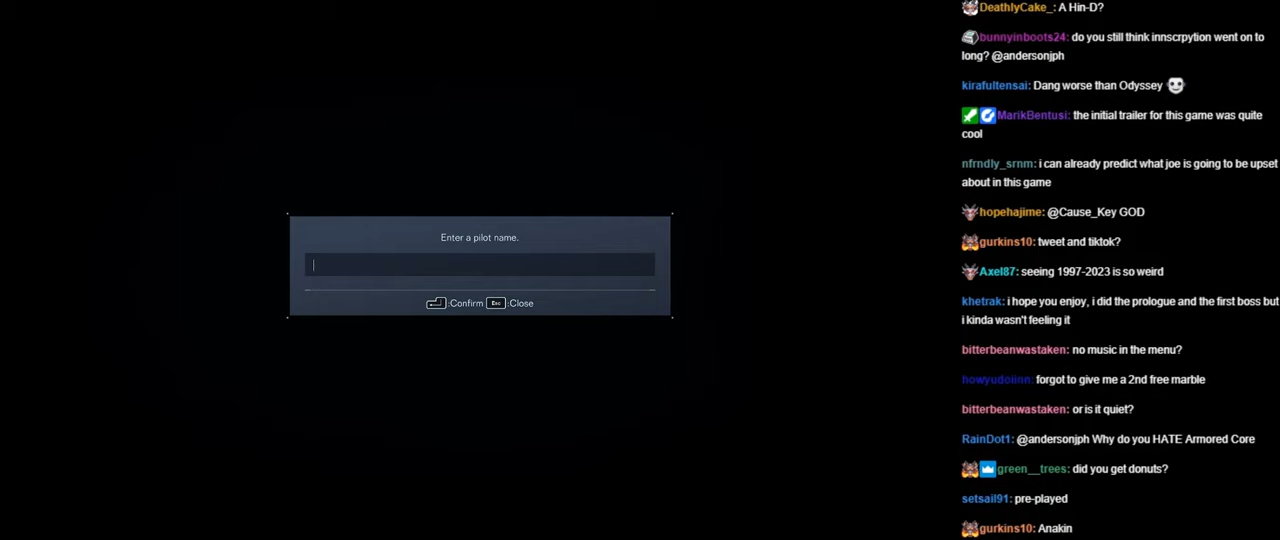 Enter a pilot name.
:Confirm Esc :Close
DeathlyCake_: A Hin-D?
bunnyinboots24: do you still think innscrpytion went on to
long? @andersonjph
kirafultensai: Dang worse than Odyssey
MarikBentusi: the initial trailer for this game was quite
cool
nfrndly_srnm: i can already predict what joe is going to be upset
about in this game
hopehajime: @Cause_Key GOD
gurkins10: tweet and tiktok?
Axel87: seeing 1997-2023 is so weird
khetrak: i hope you enjoy, i did the prologue and the first boss but
i kinda wasn't feeling it
bitterbeanwastaken: no music in the menu?
howyudoiinn: forgot to give me a 2nd free marble
bitterbeanwastaken: or is it quiet?
RainDot1: @andersonjph Why do you HATE Armored Core
green__trees: did you get donuts?
setsail91: pre-played
gurkins10: Anakin